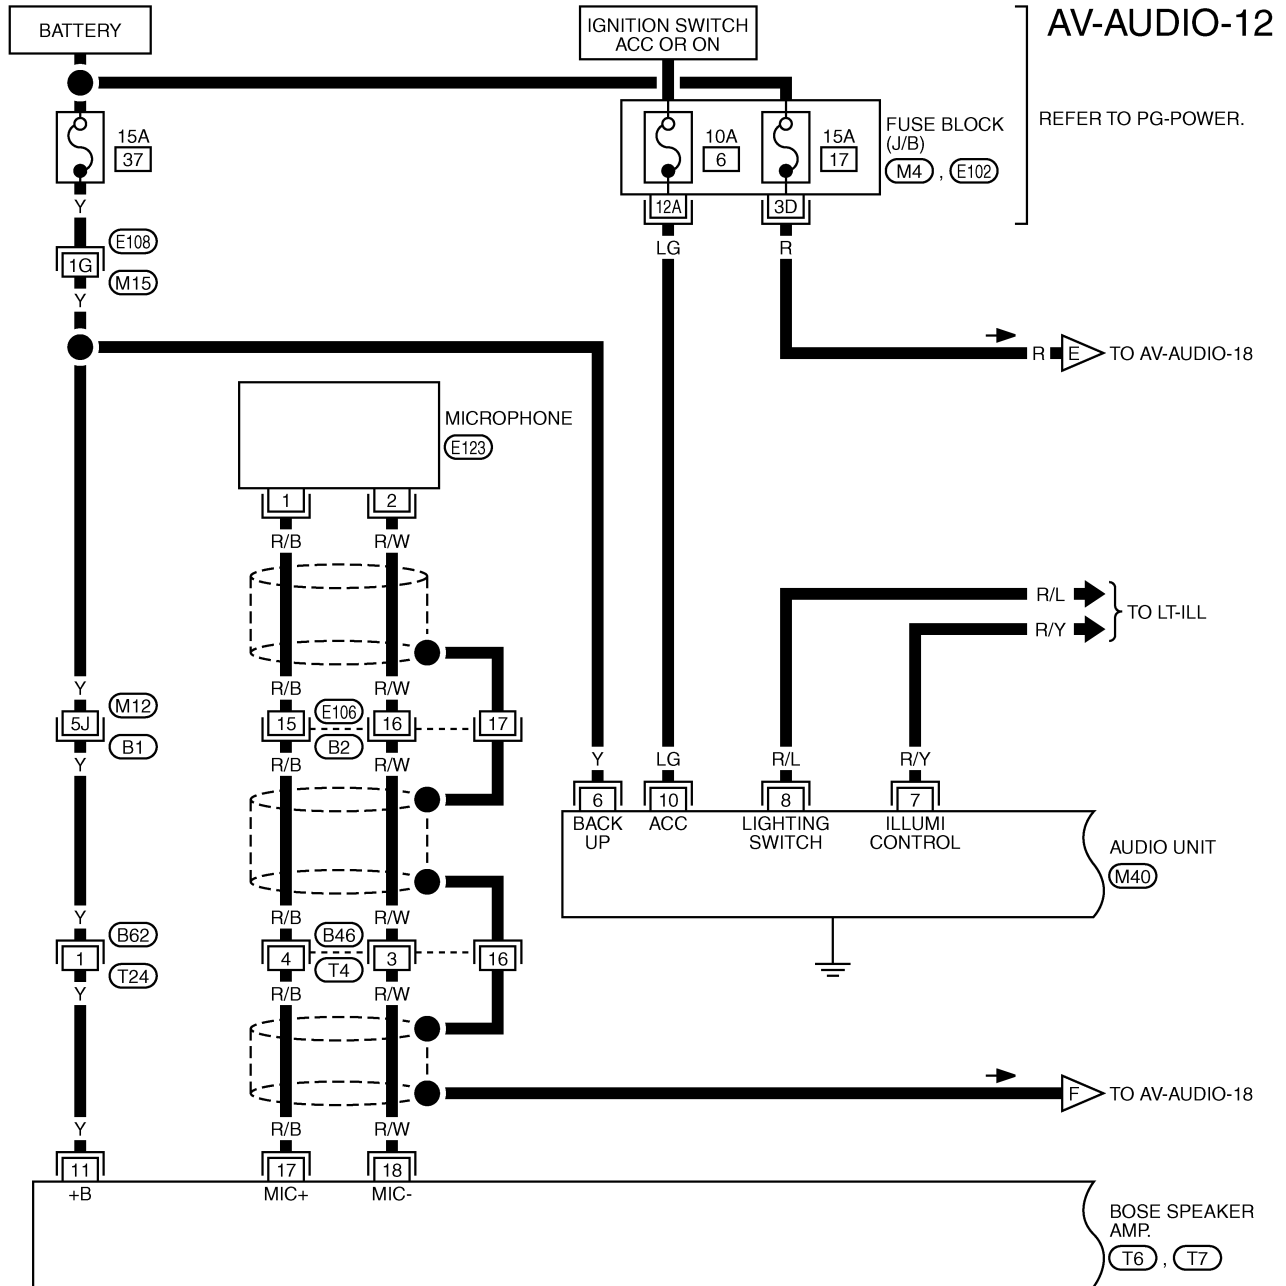 AV-AUDIO-12
BATTERY
IGNITION SWITCH
ACC OR ON
REFER TO PG-POWER.
15A
37
10A
6
15A
17
FUSE BLOCK
(J/B)
M4 , E102
12A
3D
Y
LG
R
E108
1G
M15
Y
R
E
TO AV-AUDIO-18
MICROPHONE
E123
1
2
R/B
R/W
R/L
TO LT-ILL
R/Y
Y
R/B
R/W
M12
5J
B1
15
E106
B2
16
17
Y
R/B
R/W
Y
LG
R/L
R/Y
6
10
8
7
BACK
UP
ACC
LIGHTING
SWITCH
ILLUMI
CONTROL
AUDIO UNIT
M40
Y
R/B
R/W
B62
1
T24
4
B46
T4
3
16
Y
R/B
R/W
F
TO AV-AUDIO-18
Y
R/B
R/W
11
17
18
+B
MIC+
MIC-
BOSE SPEAKER
AMP.
T6 , T7